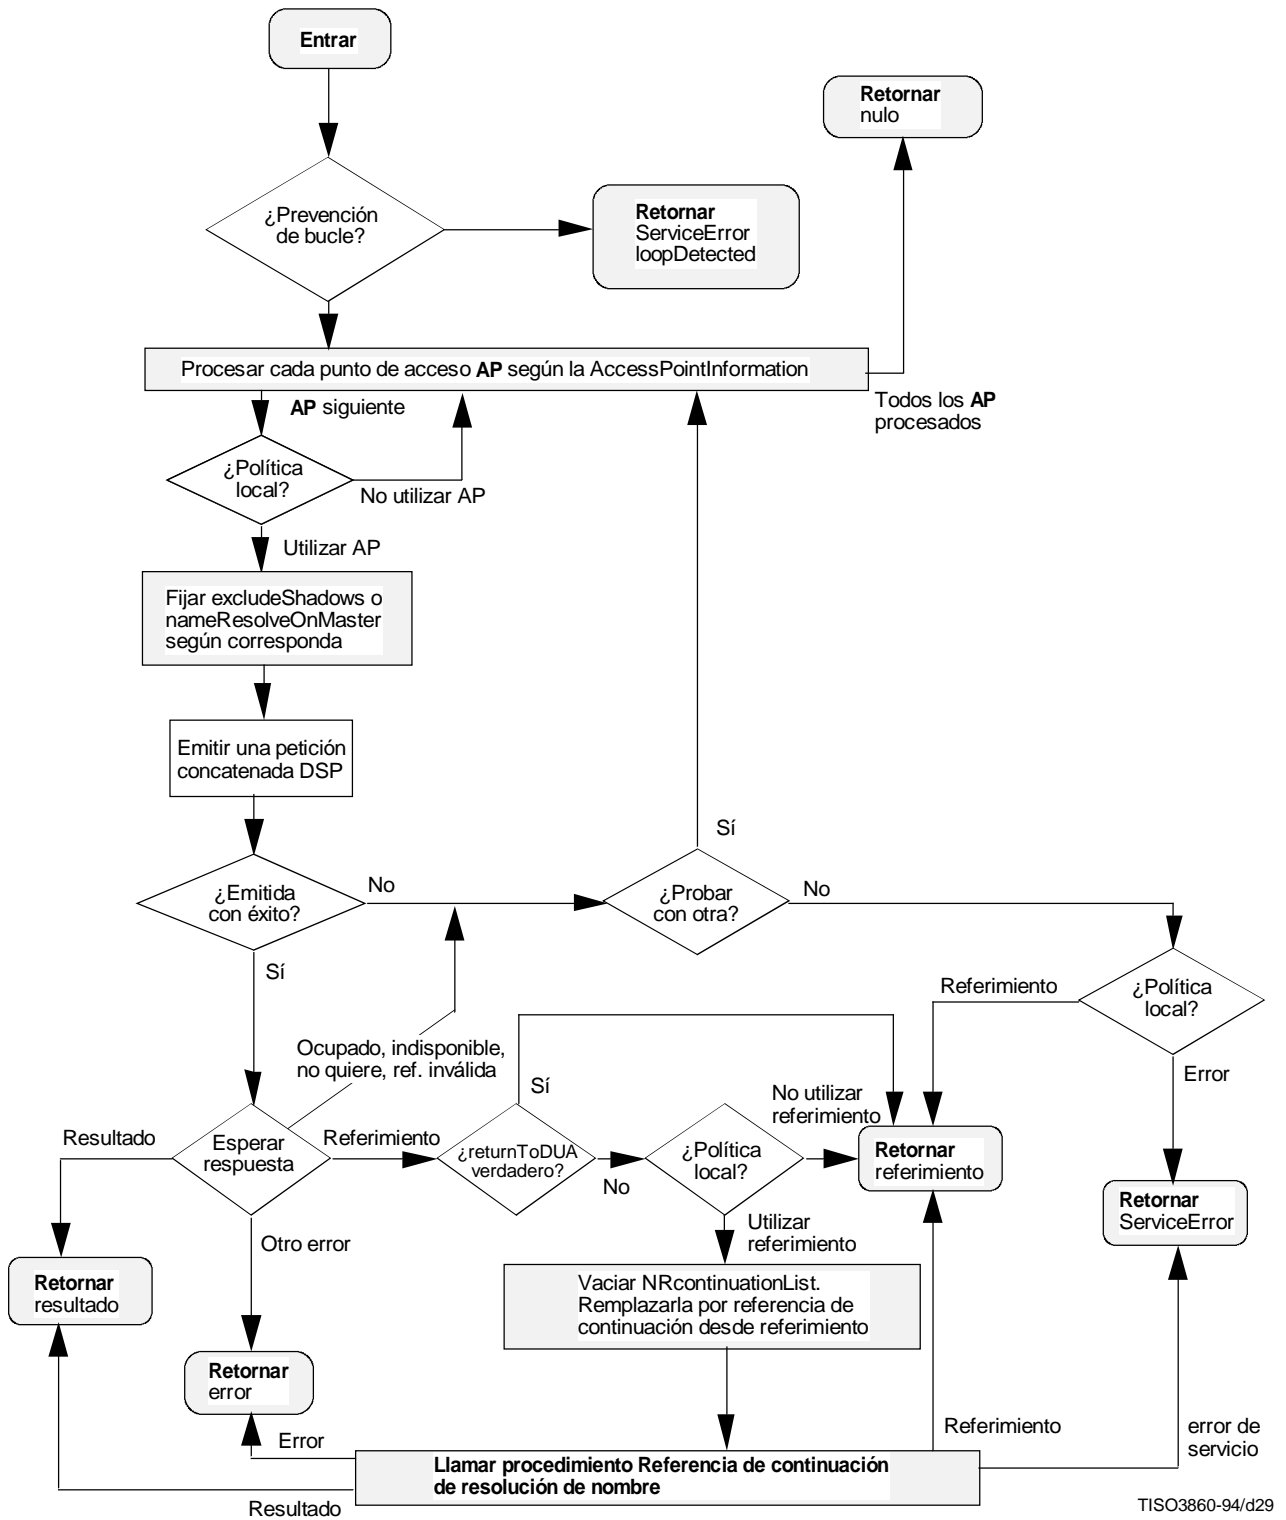 Entrar
Retornar
nulo
¿Prevención
de bucle?
Retornar
ServiceError
loopDetected
Procesar cada punto de acceso AP según la AccessPointInformation
AP siguiente
Todos los AP
procesados
¿Política
local?
No utilizar AP
Utilizar AP
Fijar excludeShadows o
nameResolveOnMaster
según corresponda
Emitir una petición
concatenada DSP
Sí
¿Emitida
con éxito?
No
¿Probar
con otra?
No
Sí
Referimiento
¿Política
local?
Ocupado, indisponible,
no quiere, ref. inválida
Sí
Error
No utilizar
referimiento
Resultado
Esperar
respuesta
Referimiento
¿returnToDUA
verdadero?
No
¿Política
local?
Retornar
referimiento
Retornar
ServiceError
Otro error
Utilizar
referimiento
Retornar
resultado
Vaciar NRcontinuationList.
Remplazarla por referencia de
continuación desde referimiento
Retornar
error
Error
Referimiento
error de
servicio
Llamar procedimiento Referencia de continuación
de resolución de nombre
Resultado
TISO3860-94/d29